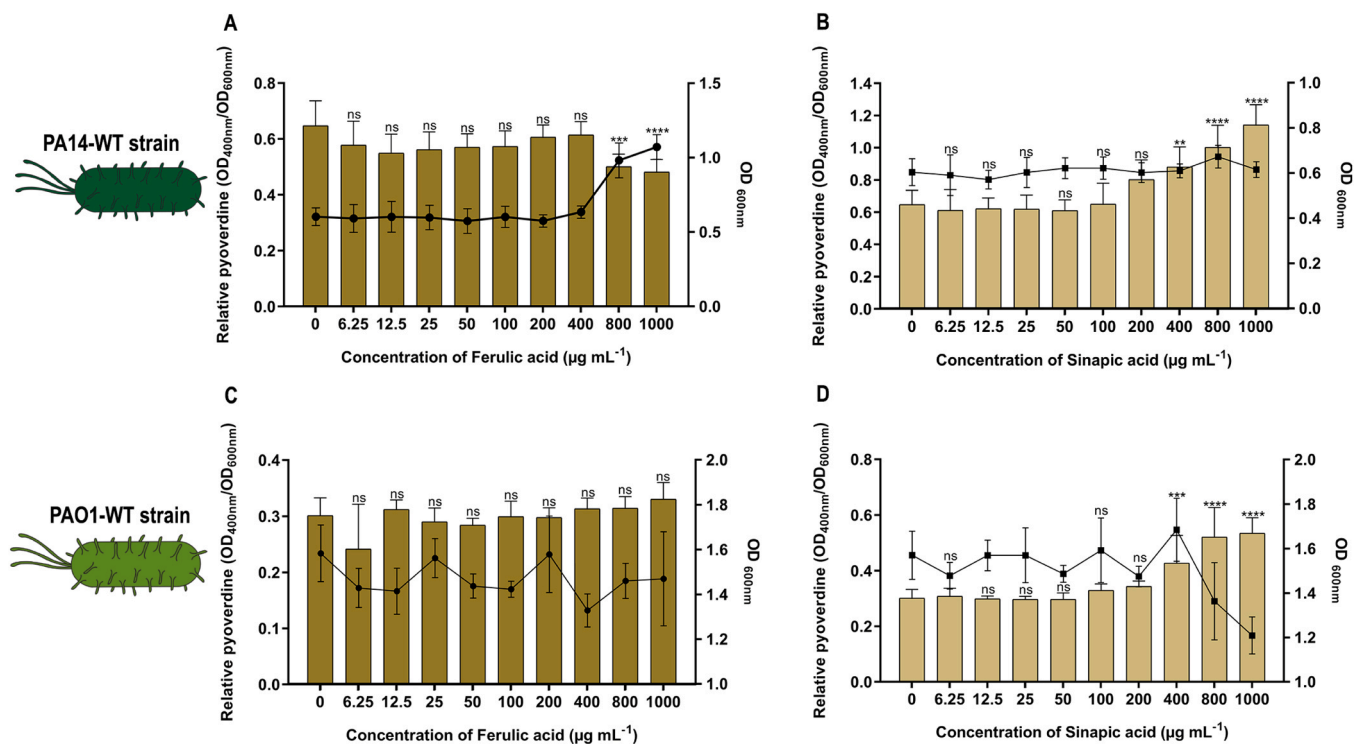 A
B
PA14-WT strain
Relative pyoverdine (OD400nm/OD600nm)
0.8
0.6
0.4
0.2
0.0
ns ns ns ns ns ns ns *** ****
1.5
1.0
0.5
0.0
OD 600nm
0 6.25 12.5 25 50 100 200 400 800 1000
Concentration of Ferulic acid (µg mL-1)
Relative pyoverdine (OD400nm/OD600nm)
1.4
1.2
1.0
0.8
0.6
0.4
0.2
0.0
ns ns ns ns ns ns ** **** ****
1.0
0.8
0.6
0.4
0.2
0.0
OD 600nm
0 6.25 12.5 25 50 100 200 400 800 1000
Concentration of Sinapic acid (µg mL-1)
C
D
PAO1-WT strain
Relative pyoverdine (OD400nm/OD600nm)
0.4
0.3
0.2
0.1
0.0
ns ns ns ns ns ns ns ns ns
2.0
1.8
1.6
1.4
1.2
1.0
OD 600nm
0 6.25 12.5 25 50 100 200 400 800 1000
Concentration of Ferulic acid (µg mL-1)
Relative pyoverdine (OD400nm/OD600nm)
0.8
0.6
0.4
0.2
0.0
ns ns ns ns ns ns *** **** ****
2.0
1.8
1.6
1.4
1.2
1.0
OD 600nm
0 6.25 12.5 25 50 100 200 400 800 1000
Concentration of Sinapic acid (µg mL-1)